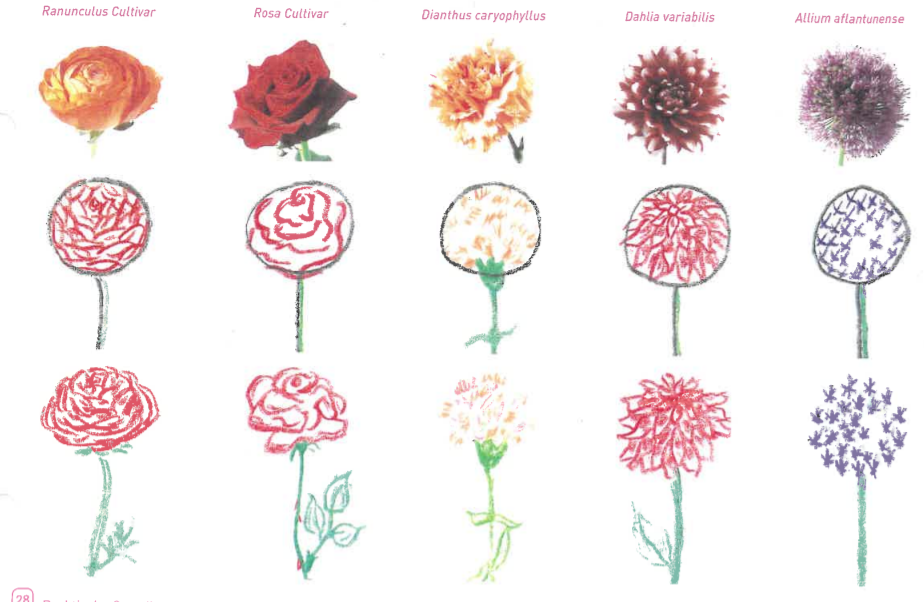 Ranunculus Cultivar
Rosa Cultivar
Dianthus caryophyllus
Dahlia variabilis
Allium aflantunense
28